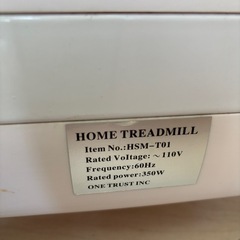 HOME TREADMILL
Item No.:HSM-T01
Rated Voltage: ~110V
Frequency:60Hz
Rated power:350W
ONE TRUST INC